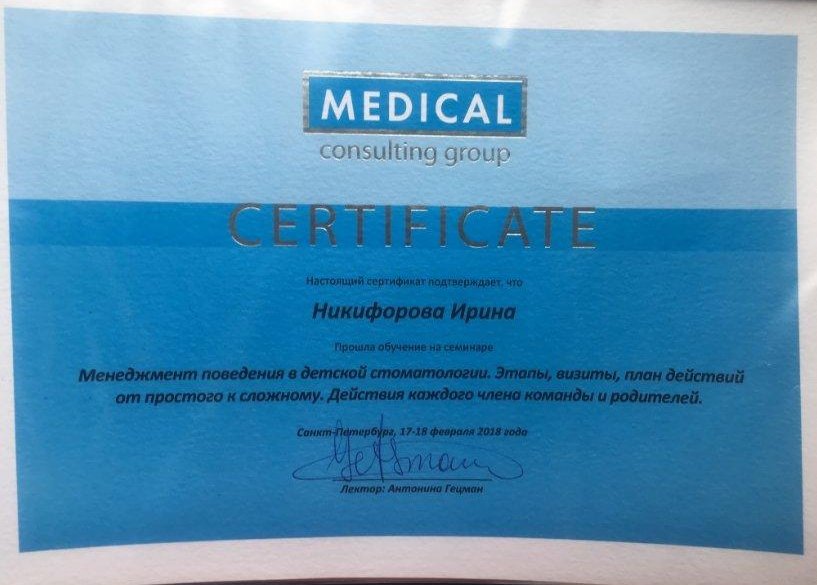 MEDICAL
consulting group
CERTIFICATE
Настоящий сертификат подтверждает, что
Никифорова Ирина
Прошла обучение на семинаре
Менеджмент поведения в детской стоматологии. Этапы, визиты, план действий
от простого к сложному. Действия каждого члена команды и родителей.
Санкт-Петербург, 17-18 февраля 2018 года
Лектор: Антонина Гецман